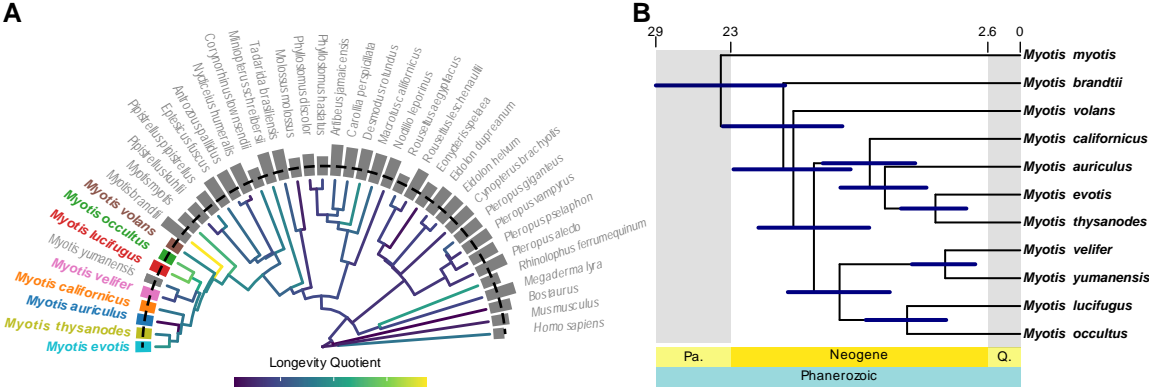 A
Myotis evotis
Myotis thysanodes
Myotis auriculus
Myotis californicus
Myotis velifer
Myotis yumanensis
Myotis lucifugus
Myotis occultus
Myotis volans
Myotis brandtii
Myotis myotis
Pipistrellus kuhlii
Pipistrellus pipistrellus
Eptesicus fuscus
Antrozous pallidus
Nycticeius humeralis
Corynorhinus townsendii
Miniopterus schreibersii
Tadarida brasiliensis
Molossus molossus
Phyllostomus discolor
Phyllostomus hastatus
Artibeus jamaicensis
Carollia perspillata
Desmodus rotundus
Macrotus californicus
Noctilio leporinus
Rousettus aegyptiacus
Rousettus leschenaultii
Eonycteris spelaea
Eidolon dupreanum
Eidolon helvum
Cynopterus brachyotis
Pteropus giganteus
Pteropus vampyrus
Pteropus pselaphon
Pteropus alecto
Rhinolophus ferrumequinum
Megaderma lyra
Bos taurus
Mus musculus
Homo sapiens
Longevity Quotient
B
29 23 2.6 0
Myotis myotis
Myotis brandtii
Myotis volans
Myotis californicus
Myotis auriculus
Myotis evotis
Myotis thysanodes
Myotis velifer
Myotis yumanensis
Myotis lucifugus
Myotis occultus
Pa. Neogene Q.
Phanerozoic